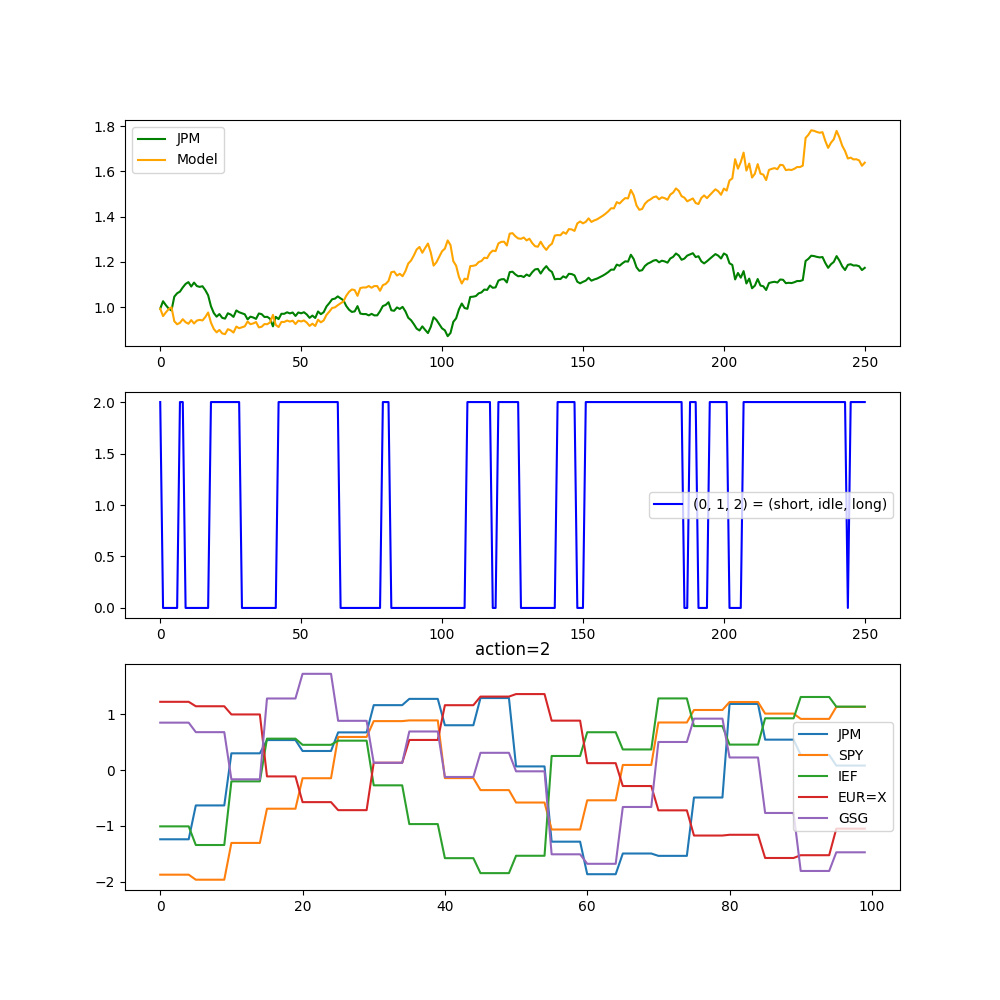 1.8
1.6
1.4
1.2
1.0
JPM
Model
0 50 100 150 200 250
2.0
1.5
1.0
0.5
0.0
(0, 1, 2) = (short, idle, long)
0 50 100 150 200 250
action=2
1
0
−1
−2
JPM
SPY
IEF
EUR=X
GSG
0 20 40 60 80 100